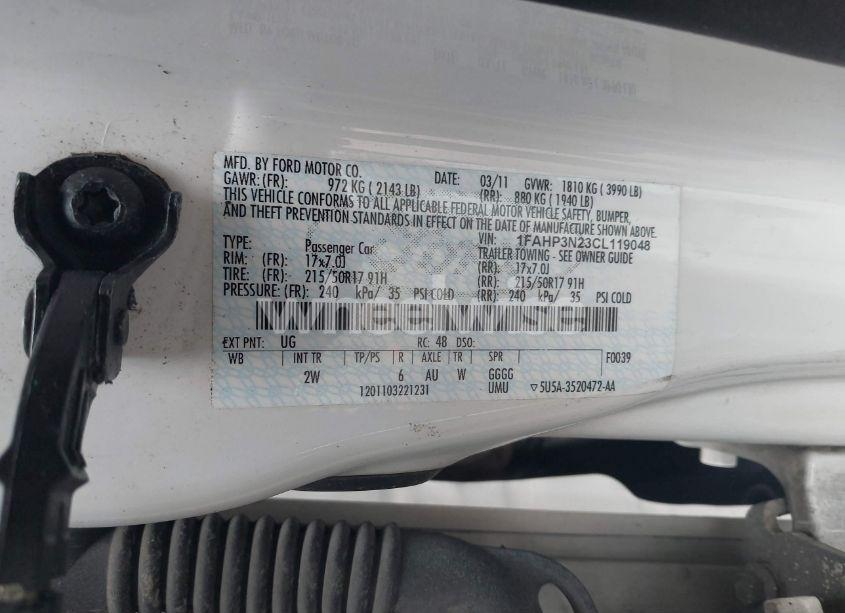 MFD. BY FORD MOTOR CO. DATE: 03/11 GVWR: 1810 KG ( 3990 LB)
GAWR: (FR): 972 KG ( 2143 LB) (RR): 880 KG ( 1940 LB)
THIS VEHICLE CONFORMS TO ALL APPLICABLE FEDERAL MOTOR VEHICLE SAFETY, BUMPER,
AND THEFT PREVENTION STANDARDS IN EFFECT ON THE DATE OF MANUFACTURE SHOWN ABOVE.
VIN: 1FAHP3N23CL119048
TYPE: Passenger Car TRAILER TOWING - SEE OWNER GUIDE
RIM: (FR): 17x7.0J (RR): 17x7.0J
TIRE: (FR): 215/50R17 91H (RR): 215/50R17 91H
PRESSURE: (FR): 240 kPa/ 35 PSI COLD (RR): 240 kPa/ 35 PSI COLD
WheelWise
EXT PNT: UG RC: 48 DSO:
WB INT TR TP/PS R AXLE TR SPR F0039
2W 6 AU W GGGG
1201103221231 UMU ▽5U5A-3520472-AA